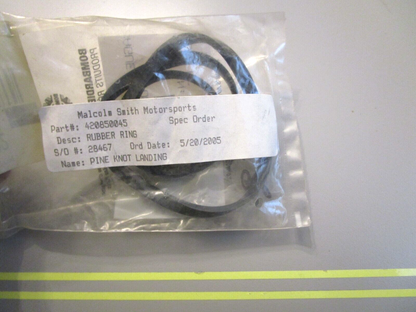 Malcolm Smith Motorsports
Part#: 420850045 Spec Order
Desc: RUBBER RING
S/O #: 28467 Ord Date: 5/20/2005
Name: PINE KNOT LANDING